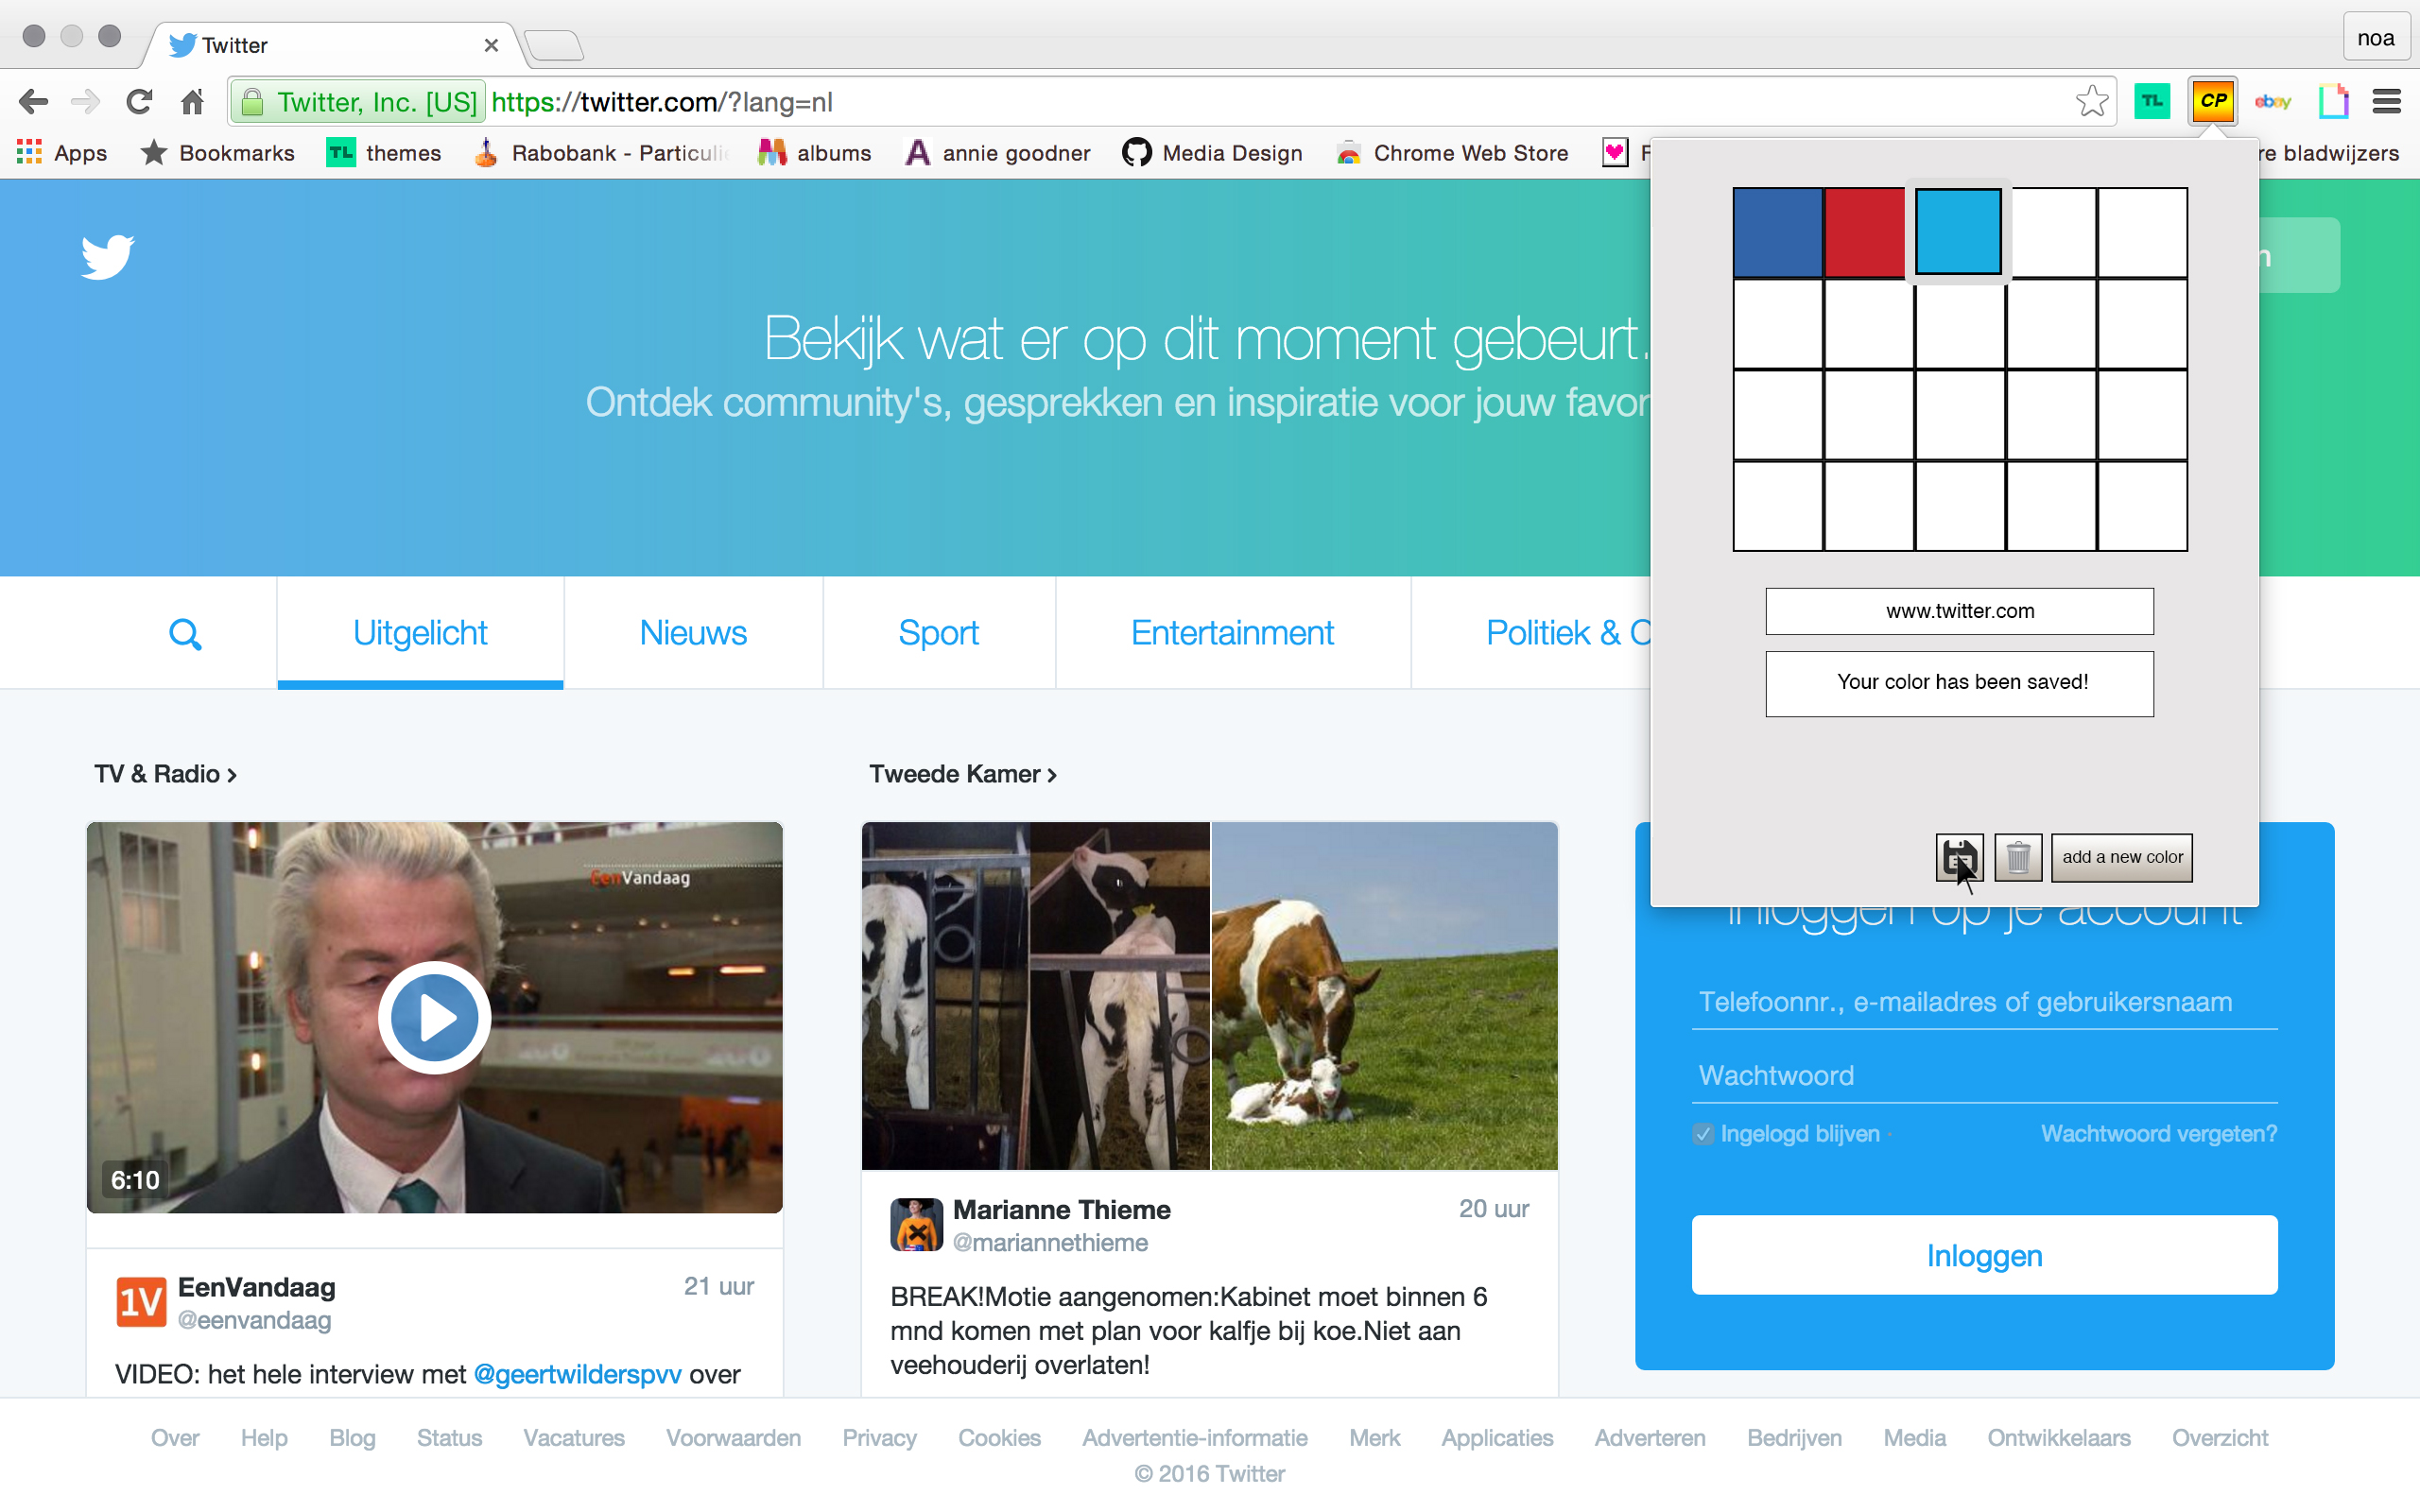 Twitter
noa
Twitter, Inc. [US] https://twitter.com/?lang=nl
TL
CP
ebay
Apps
Bookmarks
TL themes
Rabobank - Particuli
albums
A annie goodner
Media Design
Chrome Web Store
re bladwijzers
Bekijk wat er op dit moment gebeurt.
Ontdek community's, gesprekken en inspiratie voor jouw favor
www.twitter.com
Your color has been saved!
add a new color
Uitgelicht
Nieuws
Sport
Entertainment
Politiek &
TV & Radio ›
EenVandaag
6:10
1V
EenVandaag
21 uur
@eenvandaag
VIDEO: het hele interview met @geertwilderspvv over
Tweede Kamer ›
Marianne Thieme
20 uur
@mariannethieme
BREAK!Motie aangenomen:Kabinet moet binnen 6
mnd komen met plan voor kalfje bij koe.Niet aan
veehouderij overlaten!
Inloggen op je account
Telefoonnr., e-mailadres of gebruikersnaam
Wachtwoord
Ingelogd blijven ·
Wachtwoord vergeten?
Inloggen
Over Help Blog Status Vacatures Voorwaarden Privacy Cookies Advertentie-informatie Merk Applicaties Adverteren Bedrijven Media Ontwikkelaars Overzicht
© 2016 Twitter